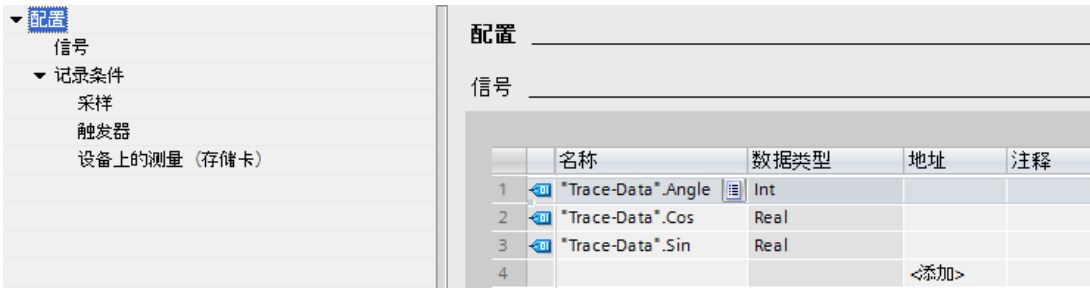 配置
信号
记录条件
采样
触发器
设备上的测量（存储卡）
配置
信号
名称 数据类型 地址 注释
1 "Trace-Data".Angle Int
2 "Trace-Data".Cos Real
3 "Trace-Data".Sin Real
4 <添加>